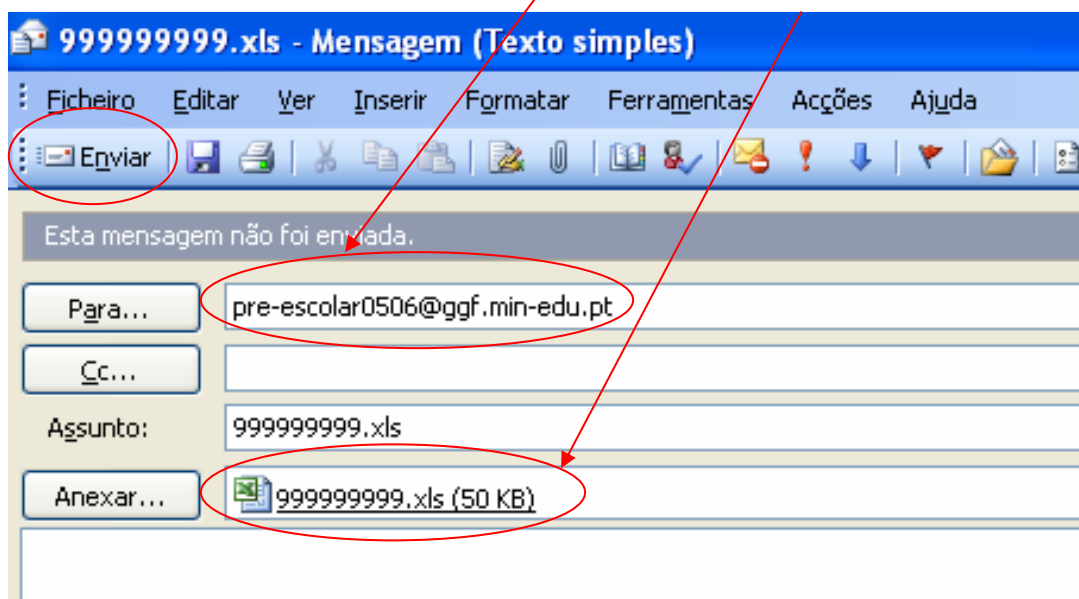 999999999.xls - Mensagem (Texto simples)
Ficheiro Editar Ver Inserir Formatar Ferramentas Acções Ajuda
Enviar
Esta mensagem não foi enviada.
Para... pre-escolar0506@ggf.min-edu.pt
Cc...
Assunto: 999999999.xls
Anexar... 999999999.xls (50 KB)